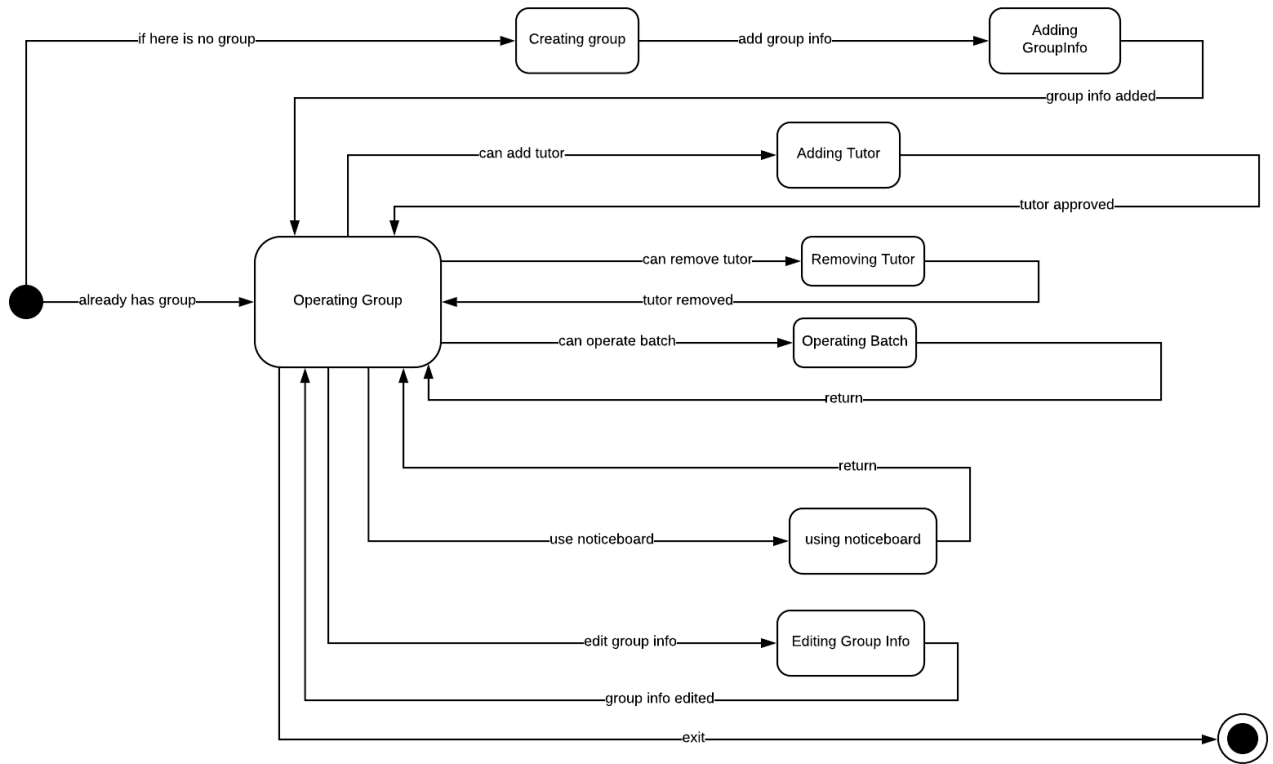 if here is no group
Creating group
add group info
Adding
GroupInfo
group info added
can add tutor
Adding Tutor
tutor approved
can remove tutor
Removing Tutor
already has group
Operating Group
tutor removed
can operate batch
Operating Batch
return
return
use noticeboard
using noticeboard
edit group info
Editing Group Info
group info edited
exit